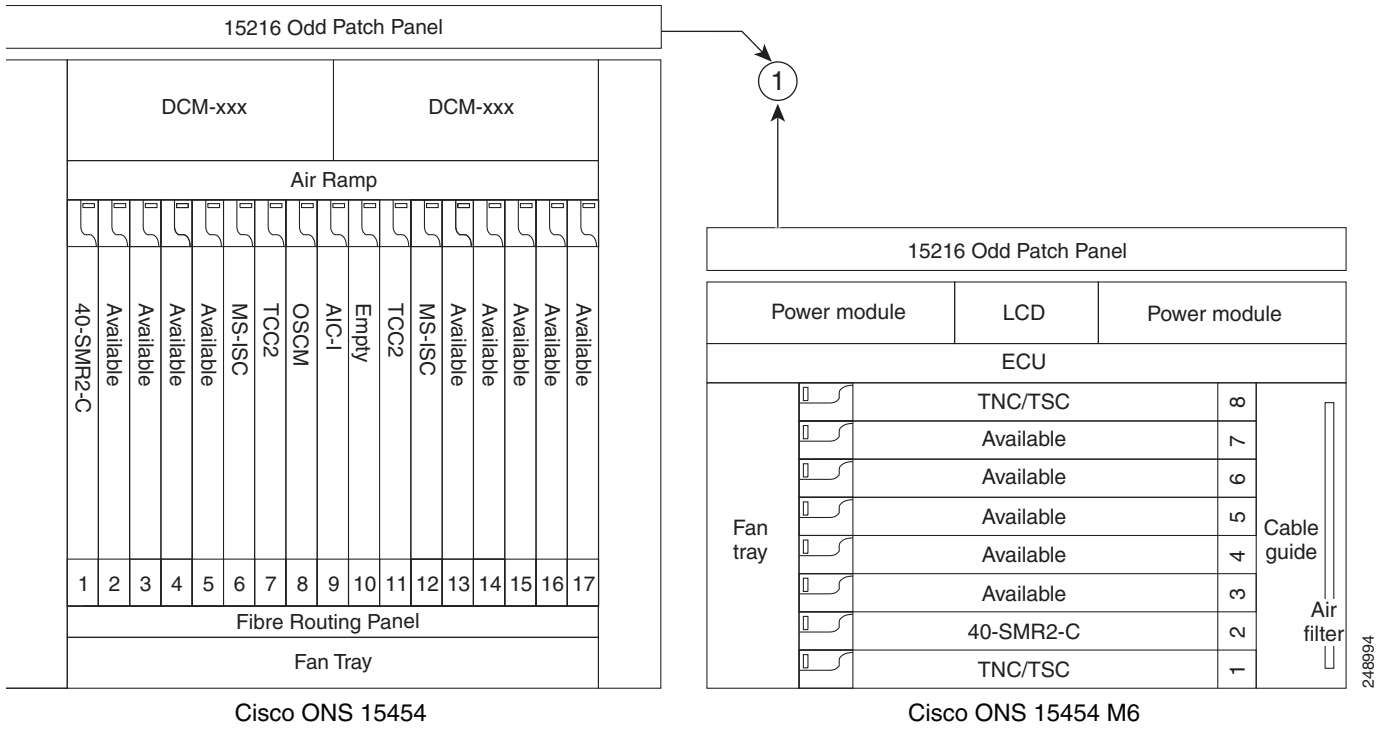 15216 Odd Patch Panel
1
DCM-xxx
DCM-xxx
Air Ramp
40-SMR2-C
Available
Available
Available
Available
MS-ISC
TCC2
OSCM
AIC-I
Empty
TCC2
MS-ISC
Available
Available
Available
Available
Available
1 2 3 4 5 6 7 8 9 10 11 12 13 14 15 16 17
Fibre Routing Panel
Fan Tray
Cisco ONS 15454
15216 Odd Patch Panel
Power module LCD Power module
ECU
Fan
tray
TNC/TSC 8
Available 7
Available 6
Available 5
Available 4
Available 3
40-SMR2-C 2
TNC/TSC 1
Cable
guide
Air
filter
Cisco ONS 15454 M6
248994